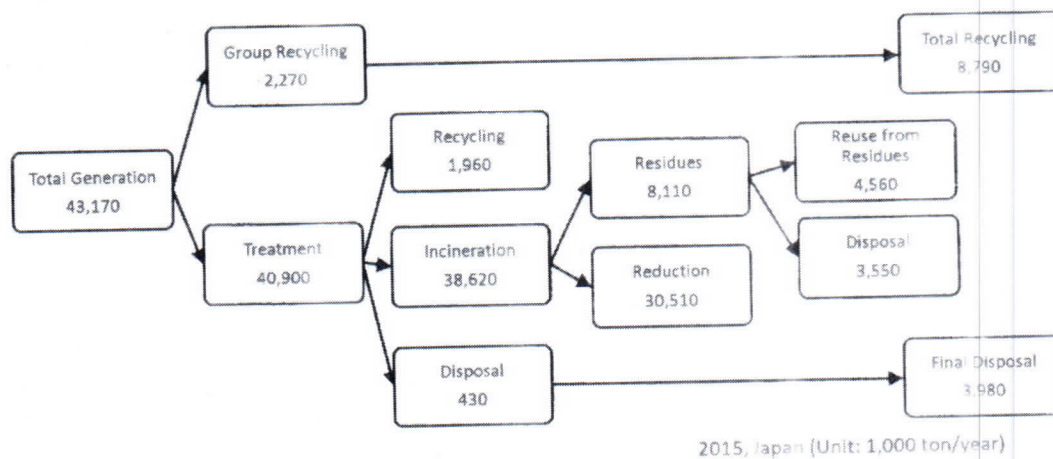 Group Recycling
2,270
Total Recycling
8,790
Recycling
1,960
Residues
8,110
Reuse from
Residues
4,560
Total Generation
43,170
Treatment
40,900
Incineration
38,620
Reduction
30,510
Disposal
3,550
Disposal
430
Final Disposal
3,980
2015, Japan (Unit: 1,000 ton/year)